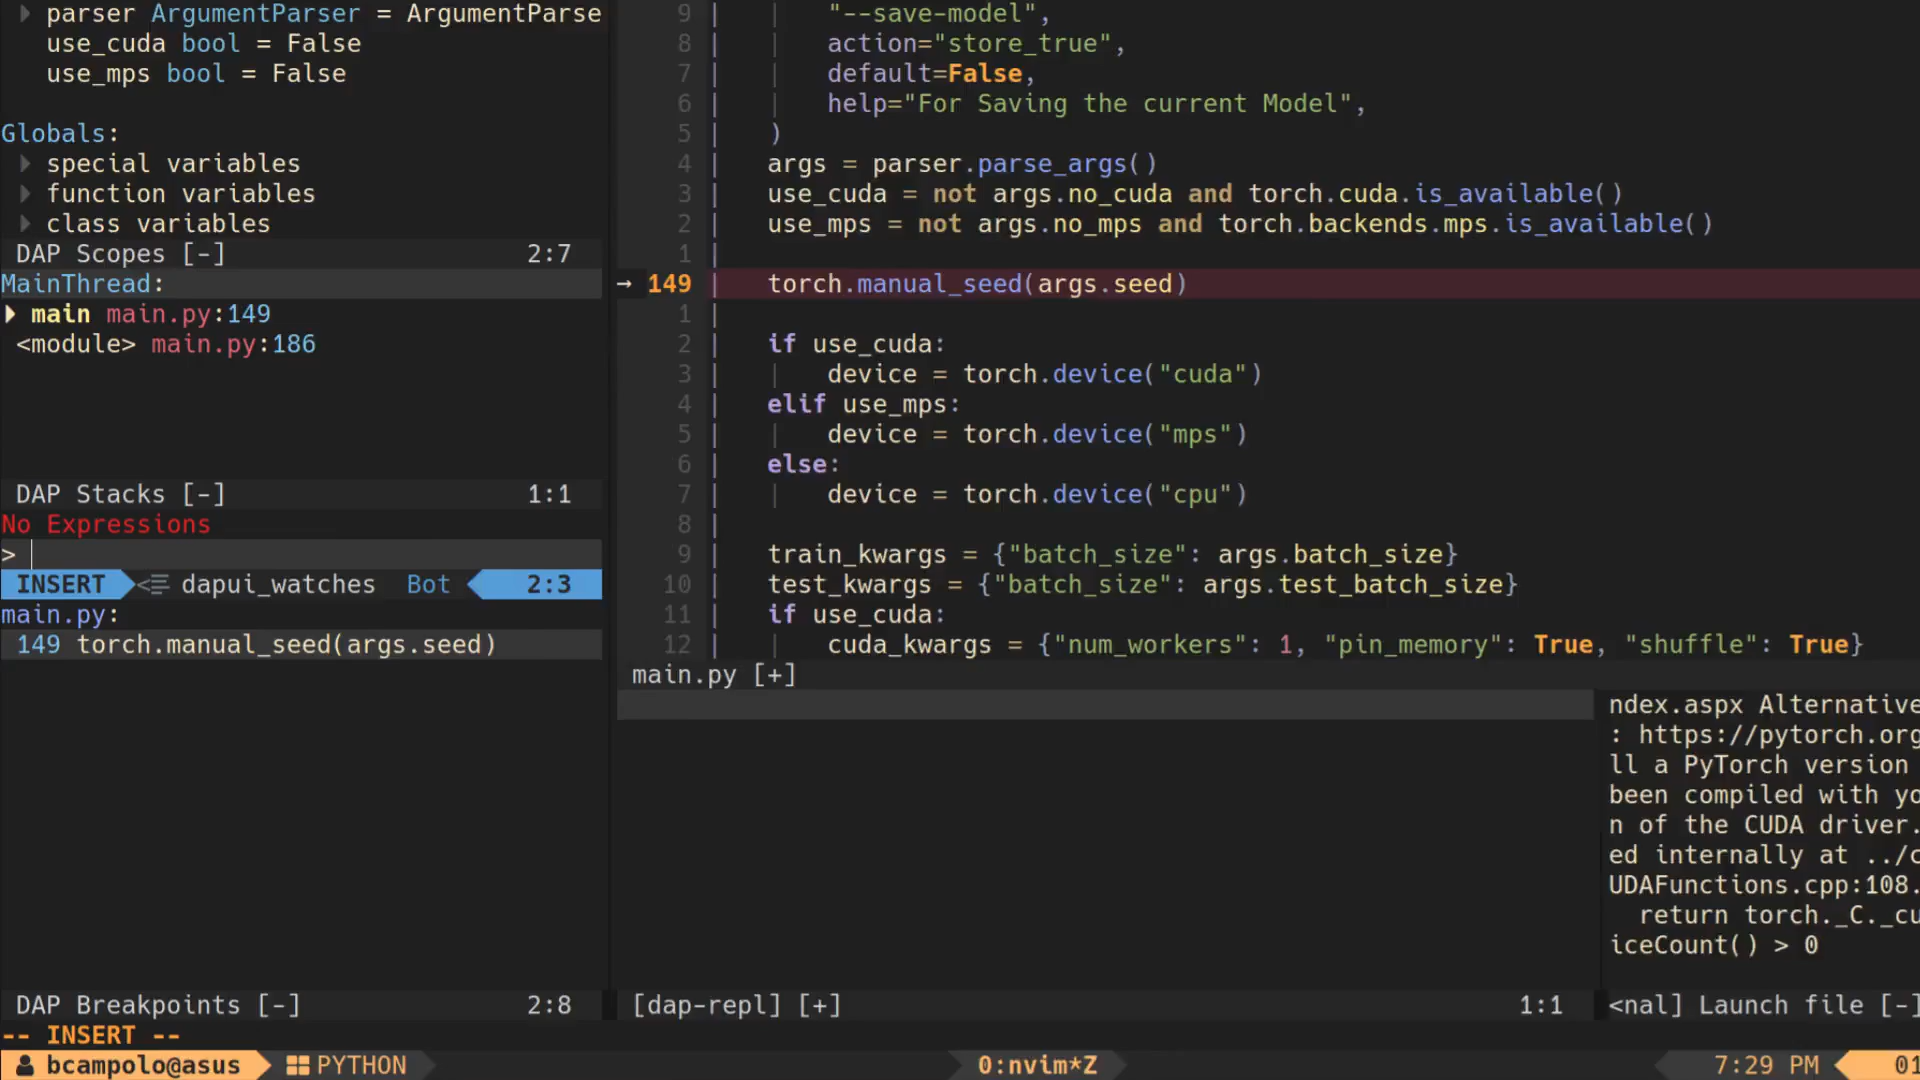 parser ArgumentParser = ArgumentParse
use_cuda bool = False
use_mps bool = False
Globals:
special variables
function variables
class variables
DAP Scopes [-] 2:7
MainThread:
main main.py:149
<module> main.py:186
DAP Stacks [-] 1:1
No Expressions
>
INSERT dapui_watches Bot 2:3
main.py:
149 torch.manual_seed(args.seed)
DAP Breakpoints [-] 2:8
9 "--save-model",
8 action="store_true",
7 default=False,
6 help="For Saving the current Model",
5 )
4 args = parser.parse_args()
3 use_cuda = not args.no_cuda and torch.cuda.is_available()
2 use_mps = not args.no_mps and torch.backends.mps.is_available()
1
→ 149 torch.manual_seed(args.seed)
1
2 if use_cuda:
3 device = torch.device("cuda")
4 elif use_mps:
5 device = torch.device("mps")
6 else:
7 device = torch.device("cpu")
8
9 train_kwargs = {"batch_size": args.batch_size}
10 test_kwargs = {"batch_size": args.test_batch_size}
11 if use_cuda:
12 cuda_kwargs = {"num_workers": 1, "pin_memory": True, "shuffle": True}
main.py [+]
[dap-repl] [+] 1:1
ndex.aspx Alternative
: https://pytorch.org
ll a PyTorch version
been compiled with yo
n of the CUDA driver.
ed internally at ../c
UDAFunctions.cpp:108.
return torch._C._cu
iceCount() > 0
<nal] Launch file [-]
-- INSERT --
bcampolo@asus PYTHON 0:nvim*Z 7:29 PM 01